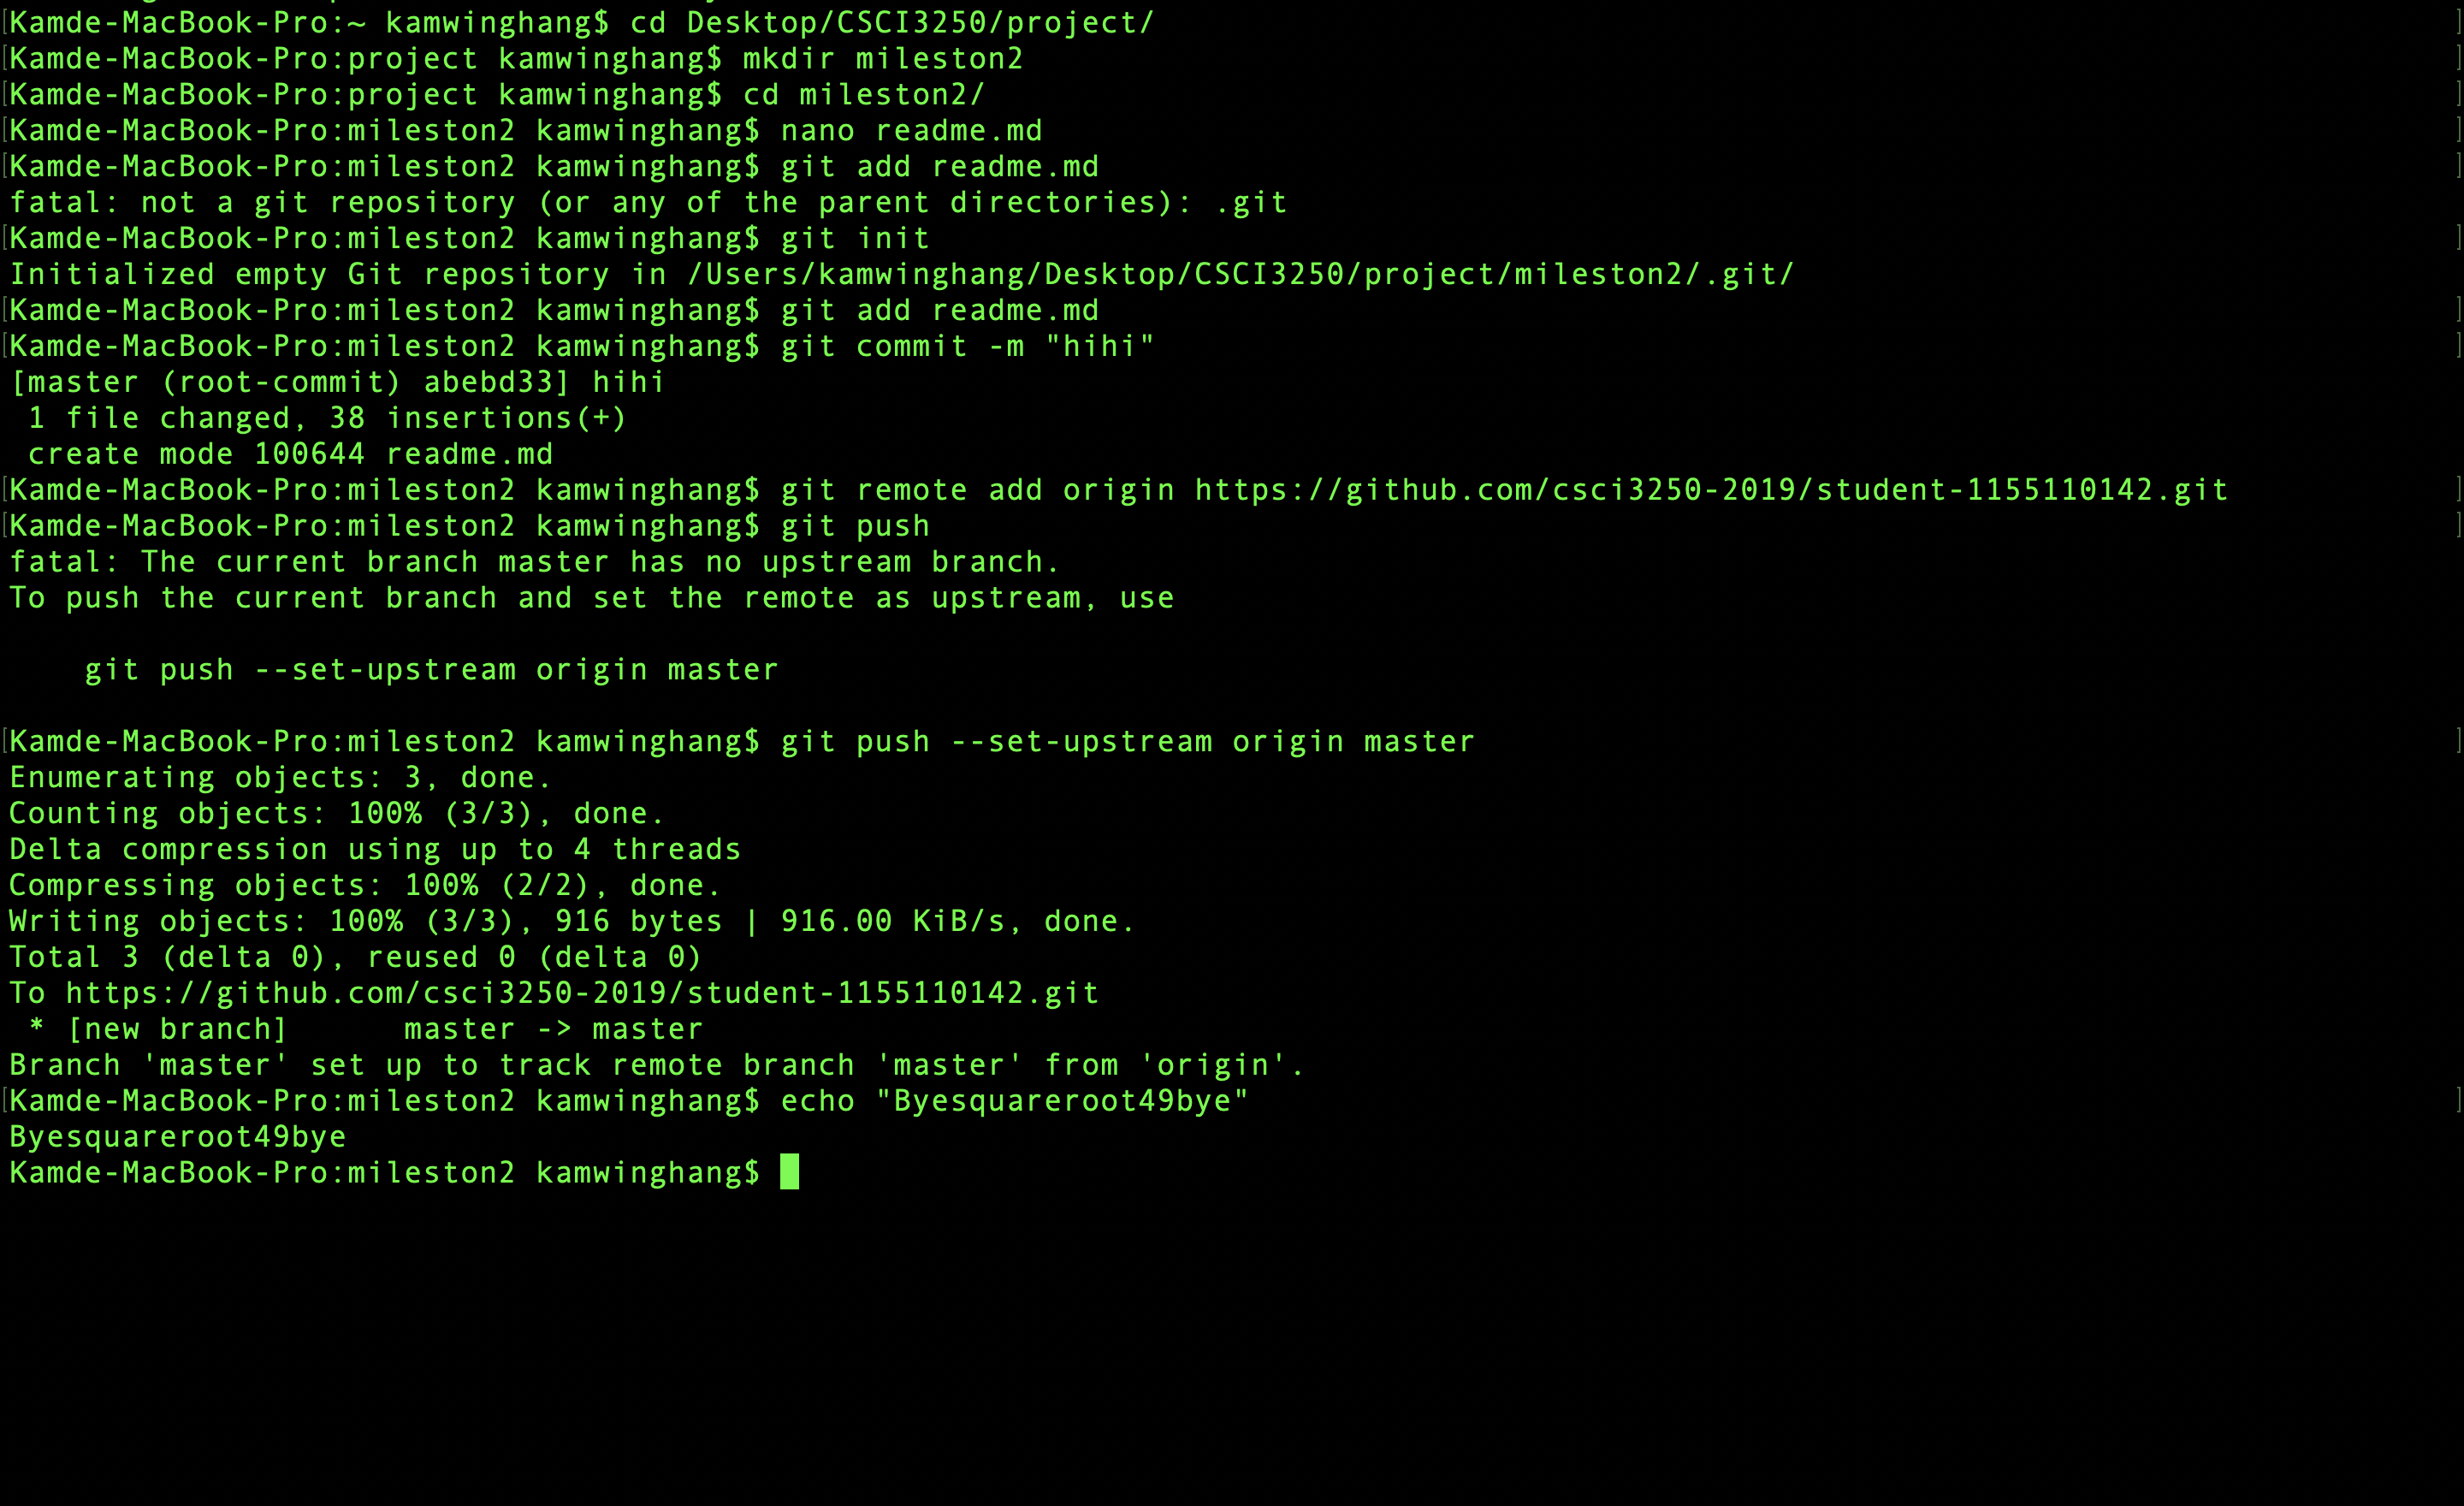 Kamde-MacBook-Pro:~ kamwinghang$ cd Desktop/CSCI3250/project/
Kamde-MacBook-Pro:project kamwinghang$ mkdir mileston2
Kamde-MacBook-Pro:project kamwinghang$ cd mileston2/
Kamde-MacBook-Pro:mileston2 kamwinghang$ nano readme.md
Kamde-MacBook-Pro:mileston2 kamwinghang$ git add readme.md
fatal: not a git repository (or any of the parent directories): .git
Kamde-MacBook-Pro:mileston2 kamwinghang$ git init
Initialized empty Git repository in /Users/kamwinghang/Desktop/CSCI3250/project/mileston2/.git/
Kamde-MacBook-Pro:mileston2 kamwinghang$ git add readme.md
Kamde-MacBook-Pro:mileston2 kamwinghang$ git commit -m "hihi"
[master (root-commit) abebd33] hihi
 1 file changed, 38 insertions(+)
 create mode 100644 readme.md
Kamde-MacBook-Pro:mileston2 kamwinghang$ git remote add origin https://github.com/csci3250-2019/student-1155110142.git
Kamde-MacBook-Pro:mileston2 kamwinghang$ git push
fatal: The current branch master has no upstream branch.
To push the current branch and set the remote as upstream, use
    git push --set-upstream origin master
Kamde-MacBook-Pro:mileston2 kamwinghang$ git push --set-upstream origin master
Enumerating objects: 3, done.
Counting objects: 100% (3/3), done.
Delta compression using up to 4 threads
Compressing objects: 100% (2/2), done.
Writing objects: 100% (3/3), 916 bytes | 916.00 KiB/s, done.
Total 3 (delta 0), reused 0 (delta 0)
To https://github.com/csci3250-2019/student-1155110142.git
 * [new branch]      master -> master
Branch 'master' set up to track remote branch 'master' from 'origin'.
Kamde-MacBook-Pro:mileston2 kamwinghang$ echo "Byesquareroot49bye"
Byesquareroot49bye
Kamde-MacBook-Pro:mileston2 kamwinghang$